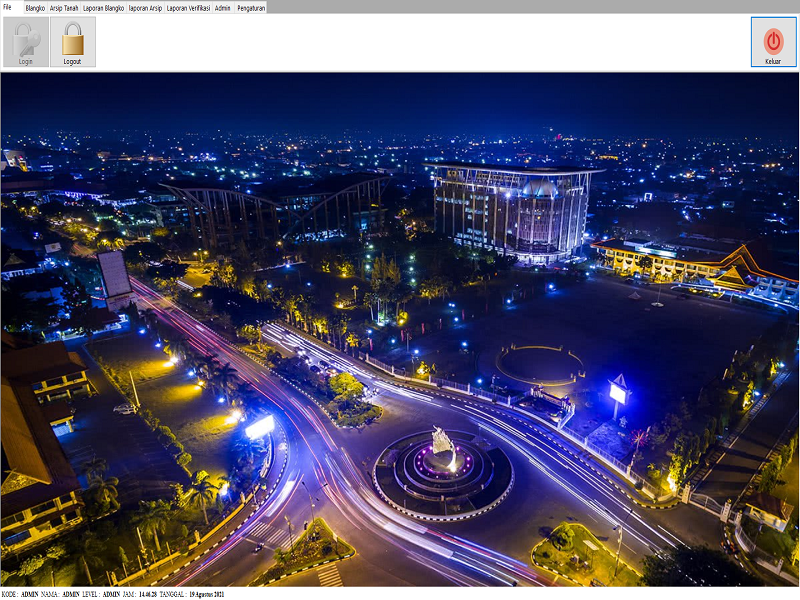 File Blangko Arsip Tanah Laporan Blangko laporan Arsip Laporan Verifikasi Admin Pengaturan
Login Logout Keluar
KODE : ADMIN NAMA : ADMIN LEVEL : ADMIN JAM : 14.46.28 TANGGAL : 19 Agustus 2021